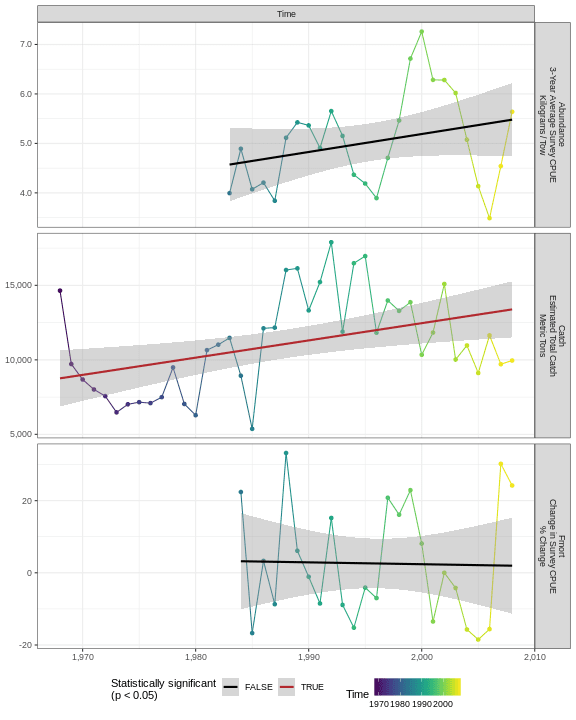 Time
7.0
6.0
5.0
4.0
Abundance
3-Year Average Survey CPUE
Kilograms/Tow
15,000
10,000
5,000
Catch
Estimated Total Catch
Metric Tons
20
0
-20
Fmort
Change in Survey CPUE
% Change
1,970 1,980 1,990 2,000 2,010
Statistically significant
(p < 0.05)
FALSE TRUE
Time
1970 1980 1990 2000